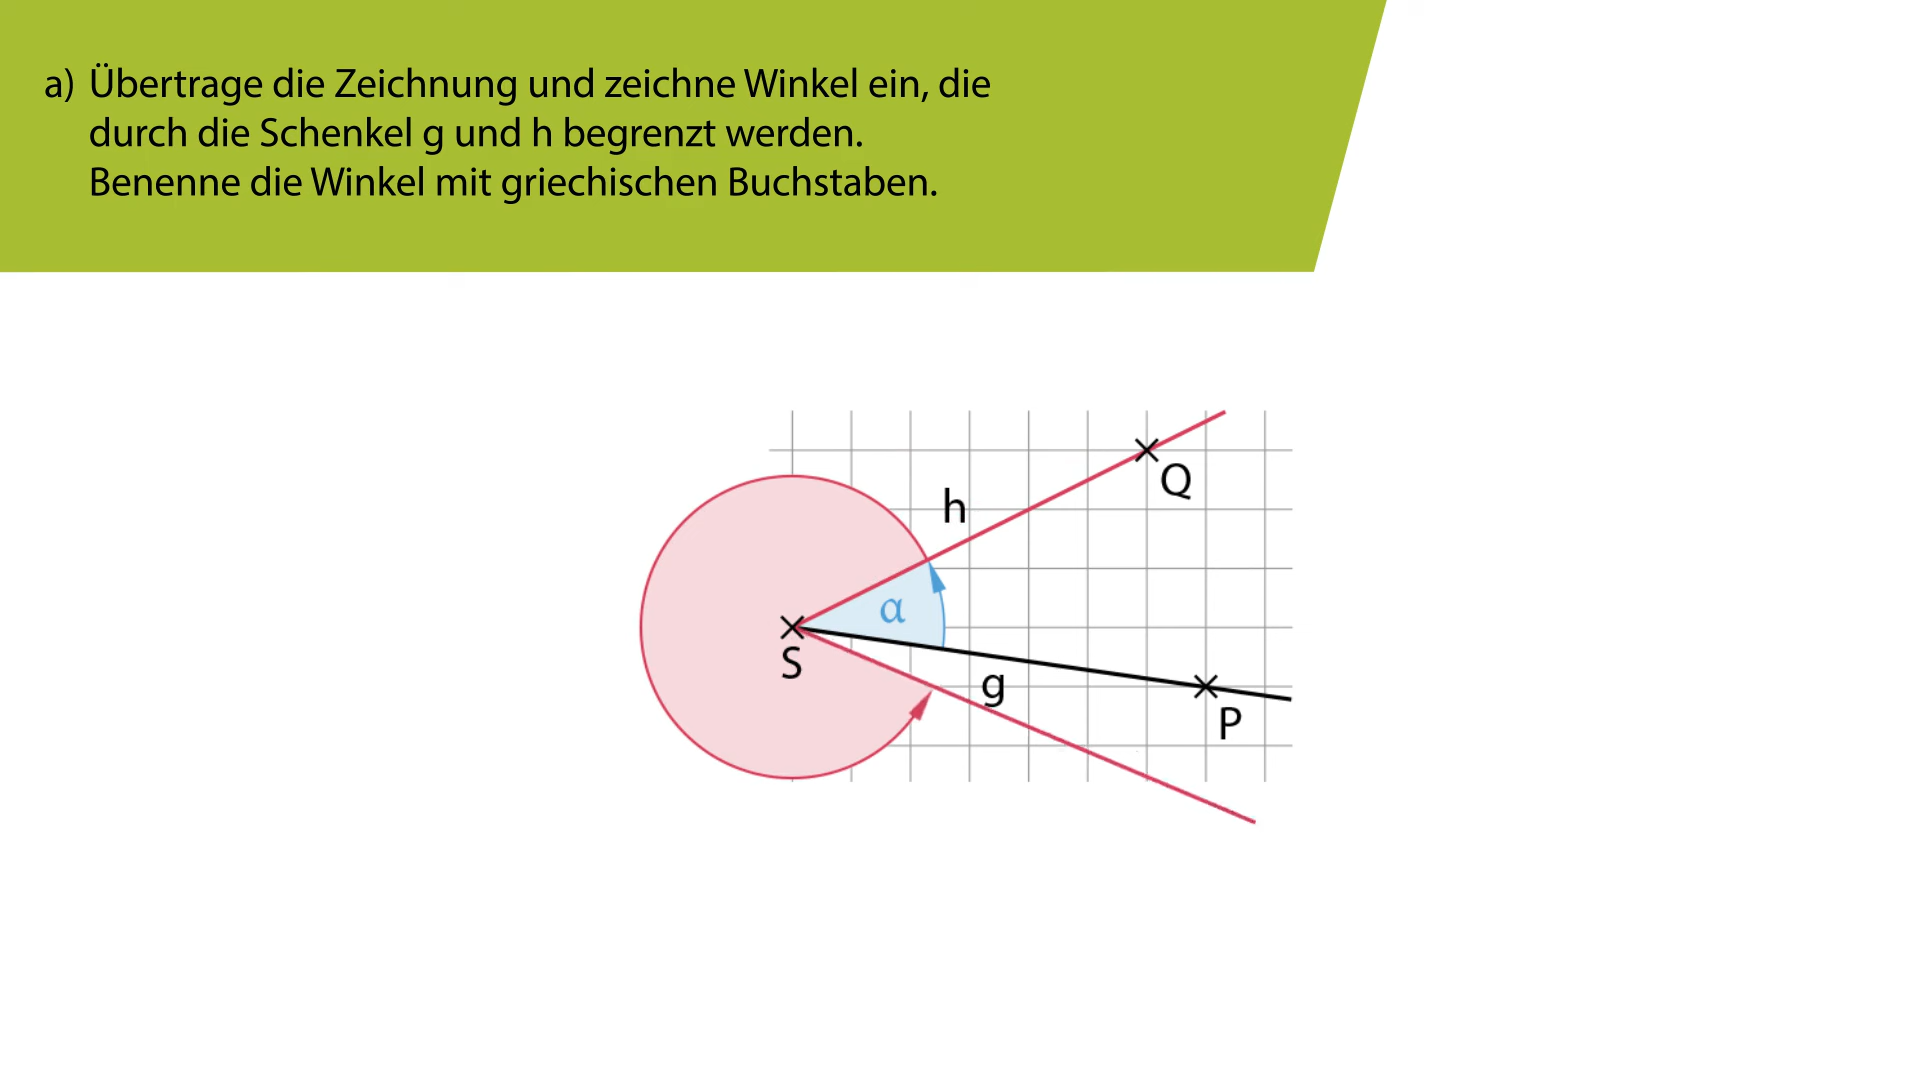 a) Übertrage die Zeichnung und zeichne Winkel ein, die
durch die Schenkel g und h begrenzt werden.
Benenne die Winkel mit griechischen Buchstaben.
Q
h
α
S
g
P